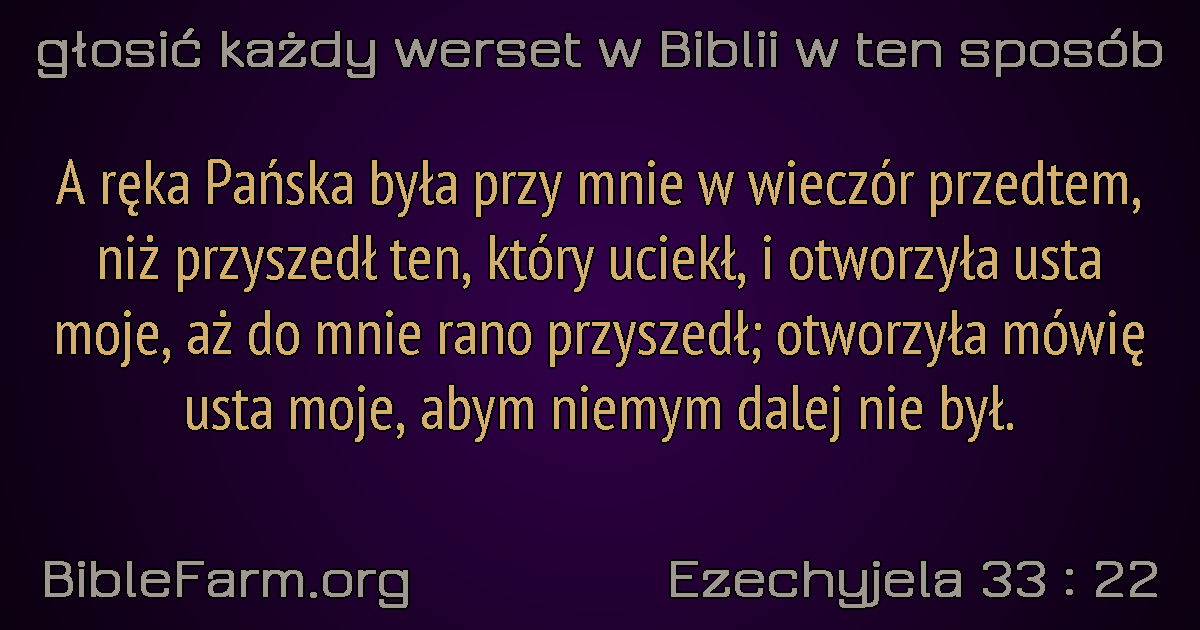 głosić każdy werset w Biblii w ten sposób
A ręka Pańska była przy mnie w wieczór przedtem,
niż przyszedł ten, który uciekł, i otworzyła usta
moje, aż do mnie rano przyszedł; otworzyła mówię
usta moje, abym niemym dalej nie był.
BibleFarm.org
Ezechyjela 33 : 22